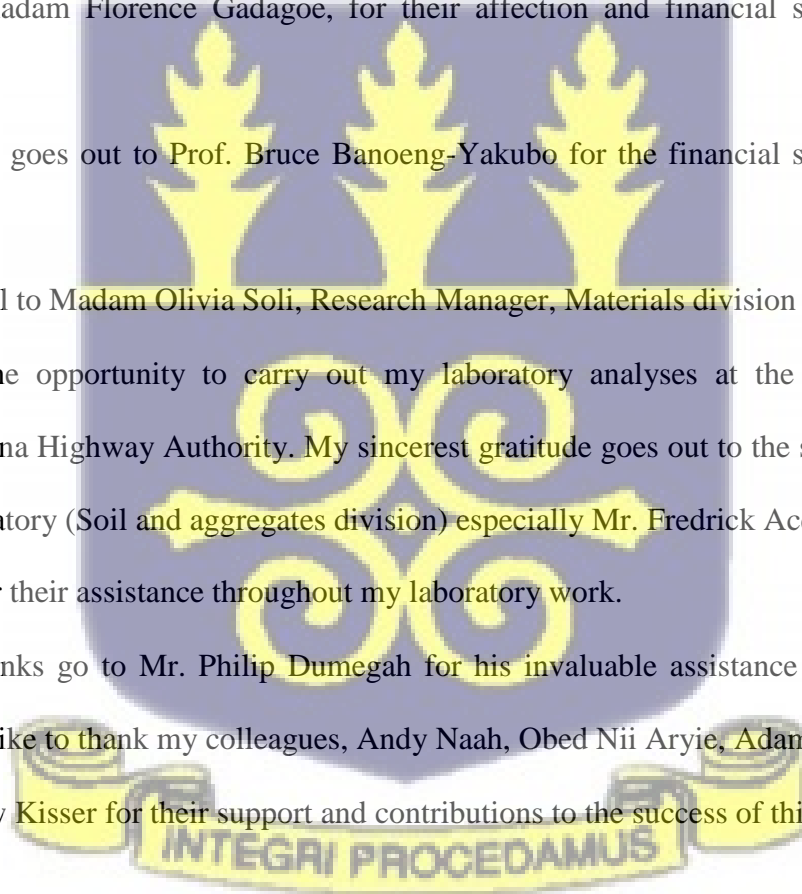 adam Florence Gadagoe, for their affection and financial s
goes out to Prof. Bruce Banoeng-Yakubo for the financial s
l to Madam Olivia Soli, Research Manager, Materials division
ne opportunity to carry out my laboratory analyses at the
na Highway Authority. My sincerest gratitude goes out to the s
atory (Soil and aggregates division) especially Mr. Fredrick Ac
r their assistance throughout my laboratory work.
nks go to Mr. Philip Dumegah for his invaluable assistance
ike to thank my colleagues, Andy Naah, Obed Nii Aryie, Adam
y Kisser for their support and contributions to the success of thi
INTEGRI PROCEDAMUS